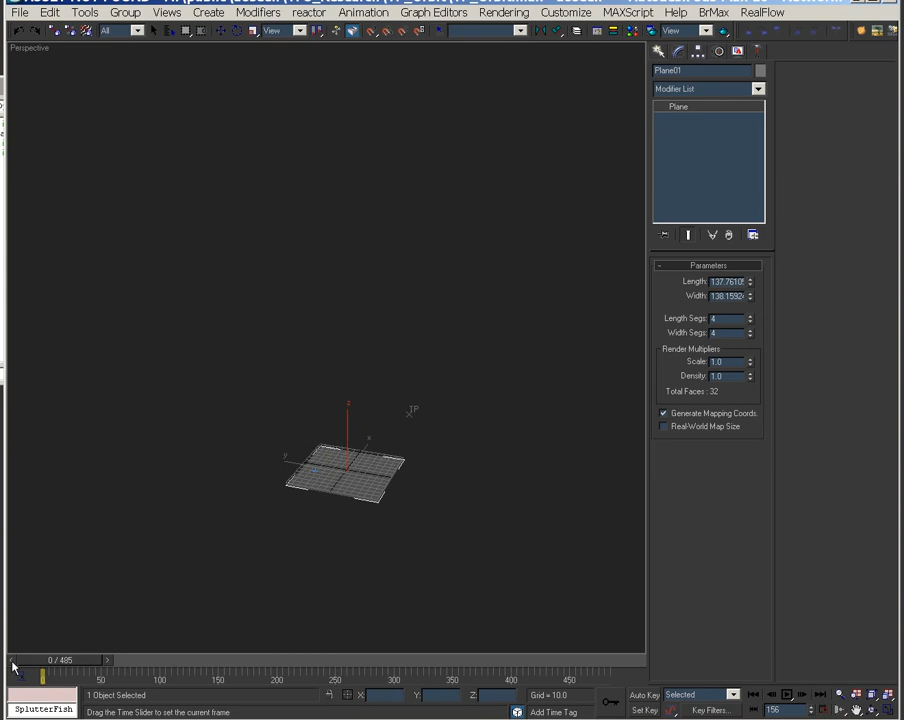 File Edit Tools Group Views Create Modifiers reactor Animation Graph Editors Rendering Customize MAXScript Help BrMax RealFlow
All View View
Perspective
Plane01
Modifier List
Plane
Parameters
Length: 137.7610
Width: 138.1592
Length Segs: 4
Width Segs: 4
Render Multipliers
Scale: 1.0
Density: 1.0
Total Faces : 32
Generate Mapping Coords.
Real-World Map Size
z
TP
x
y
0 / 485
50 100 150 200 250 300 350 400 450
1 Object Selected X: Y: Z: Grid = 10.0 Auto Key Selected
SplutterFish Drag the Time Slider to set the current frame Add Time Tag Set Key Key Filters... 156